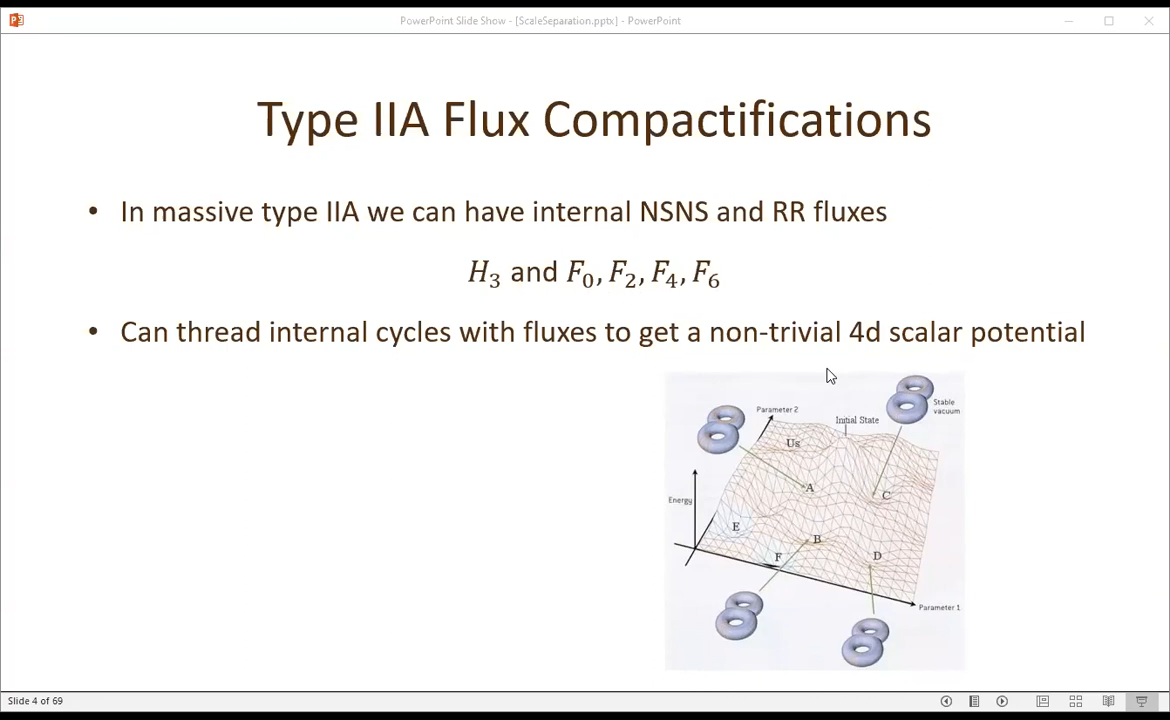 PowerPoint Slide Show - [ScaleSeparation.pptx] - PowerPoint
Type IIA Flux Compactifications
• In massive type IIA we can have internal NSNS and RR fluxes
H₃ and F₀, F₂, F₄, F₆
• Can thread internal cycles with fluxes to get a non-trivial 4d scalar potential
Parameter 2
Initial State
Stable
vacuum
Us
A
C
Energy
E
B
F
D
Parameter 1
Slide 4 of 69